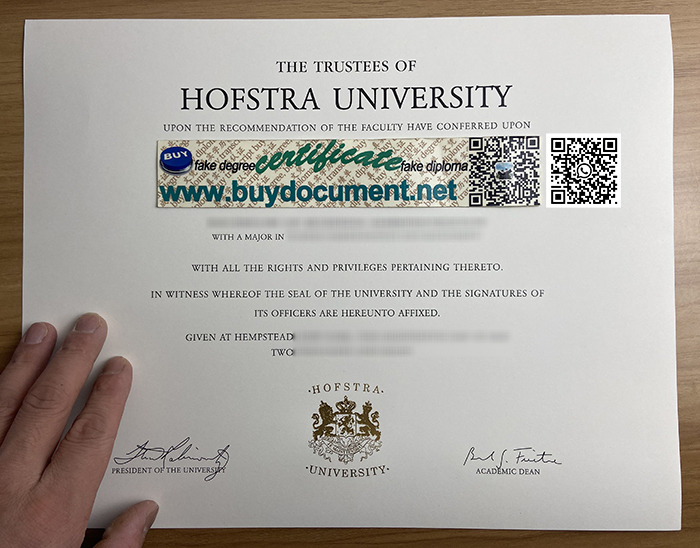 THE TRUSTEES OF
HOFSTRA UNIVERSITY
UPON THE RECOMMENDATION OF THE FACULTY HAVE CONFERRED UPON
BUY fake degree certificate fake diploma
www.buydocument.net
WITH A MAJOR IN
WITH ALL THE RIGHTS AND PRIVILEGES PERTAINING THERETO.
IN WITNESS WHEREOF THE SEAL OF THE UNIVERSITY AND THE SIGNATURES OF
ITS OFFICERS ARE HEREUNTO AFFIXED.
GIVEN AT HEMPSTEAD
TWO
·HOFSTRA·
·UNIVERSITY·
PRESIDENT OF THE UNIVERSITY
ACADEMIC DEAN